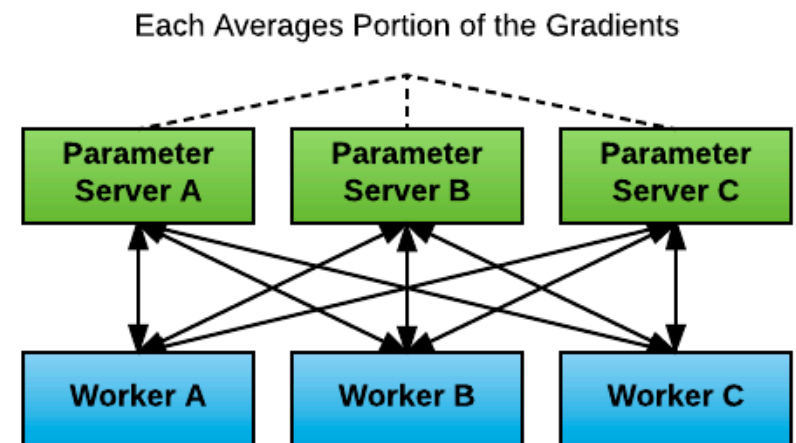 Each Averages Portion of the Gradients
Parameter
Server A
Parameter
Server B
Parameter
Server C
Worker A
Worker B
Worker C